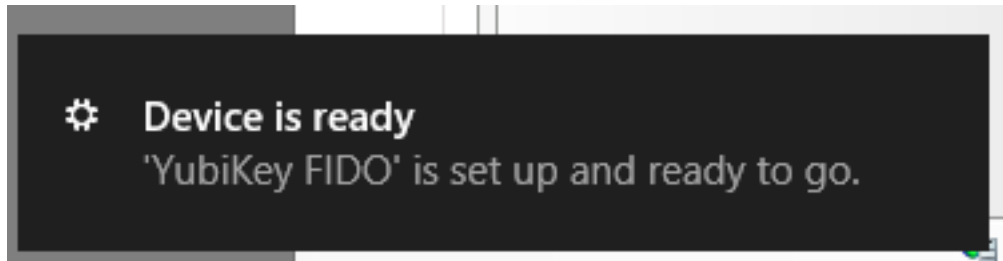 Device is ready
'YubiKey FIDO' is set up and ready to go.